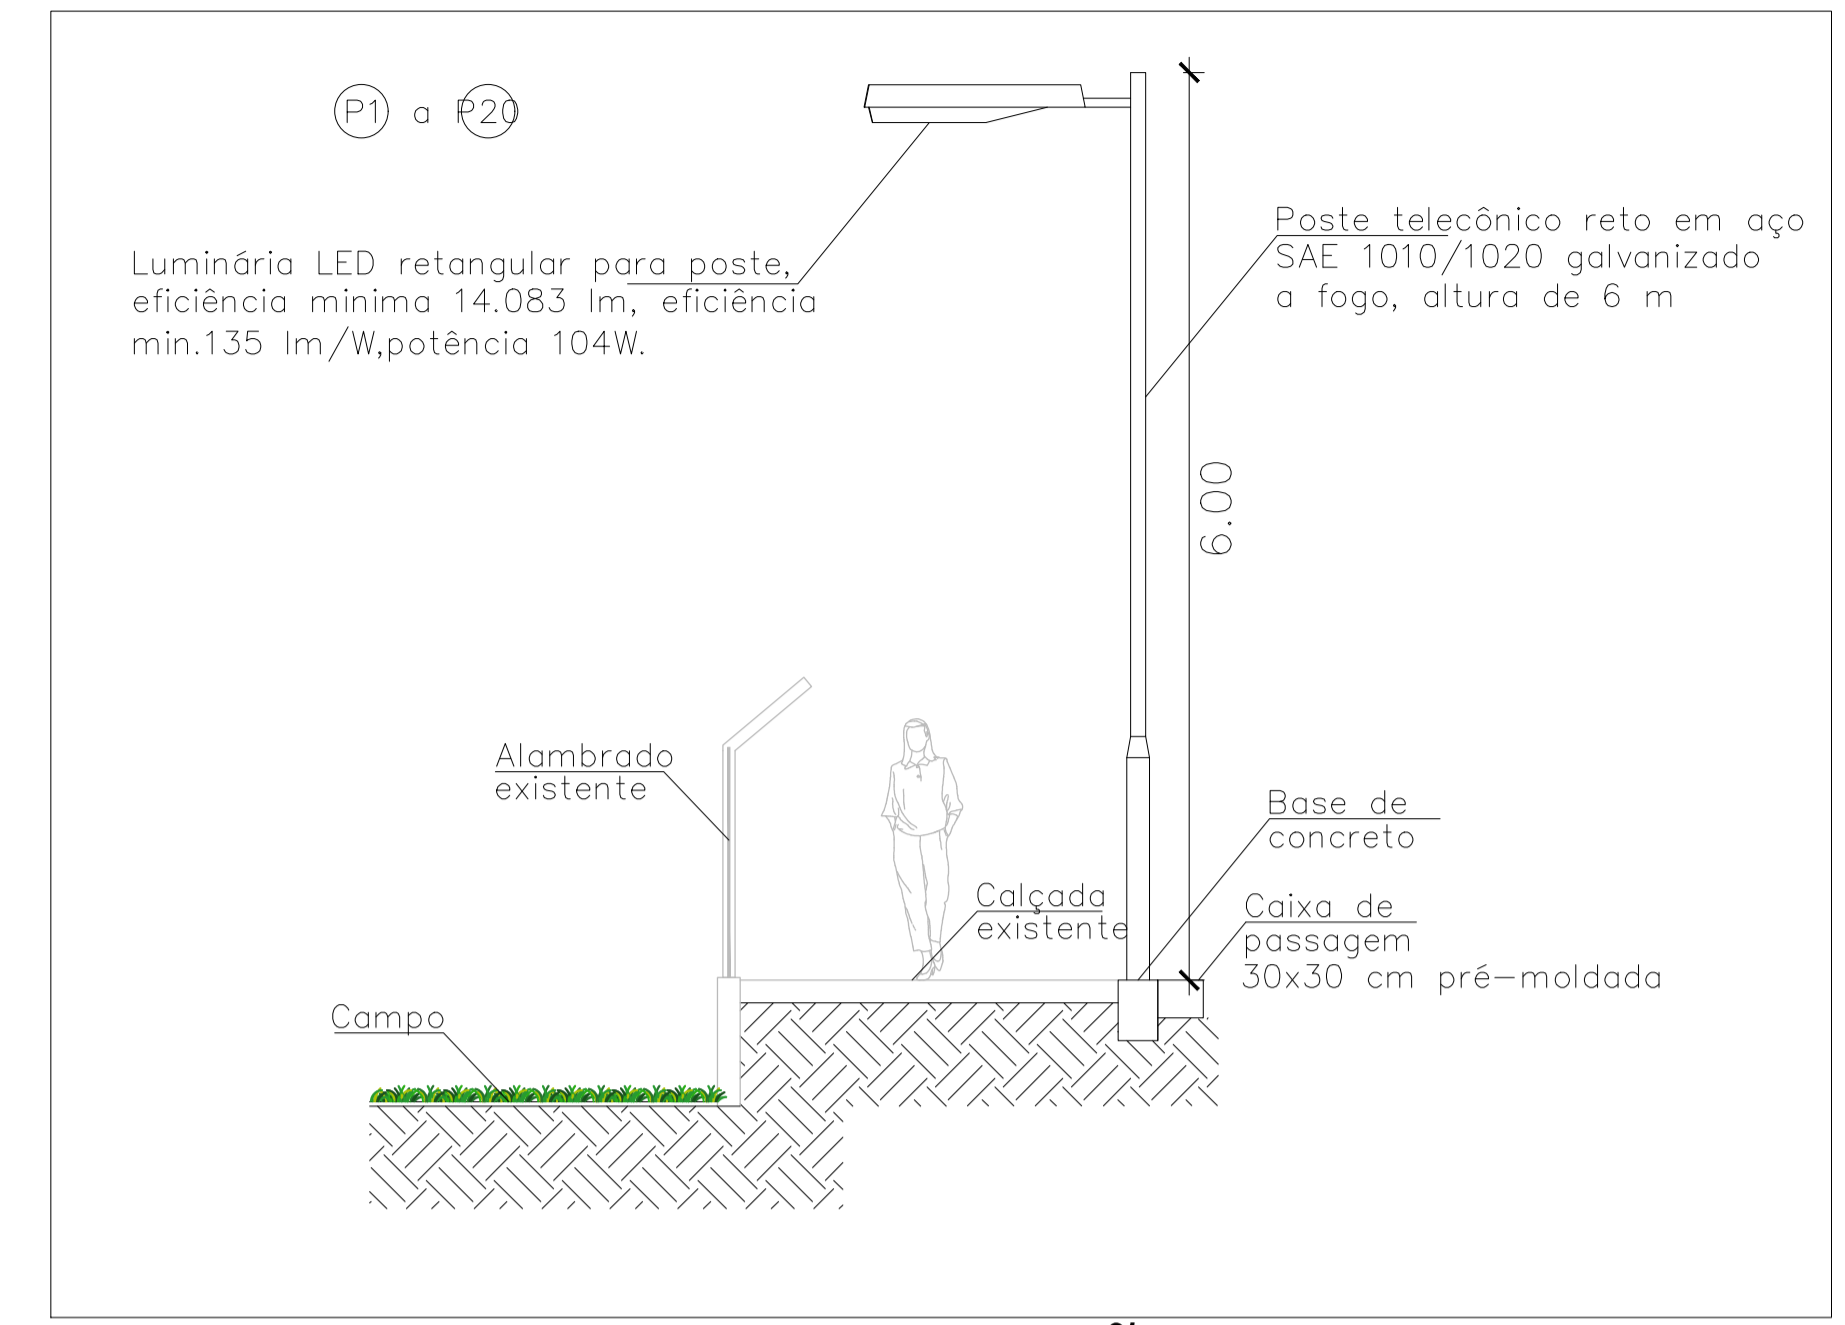 P1 a P20
Luminária LED retangular para poste,
eficiência minima 14.083 lm, eficiência
min.135 lm/W,potência 104W.
Poste telecônico reto em aço
SAE 1010/1020 galvanizado
a fogo, altura de 6 m
6.00
Alambrado
existente
Base de
concreto
Calçada
existente
Caixa de
passagem
30x30 cm pré-moldada
Campo